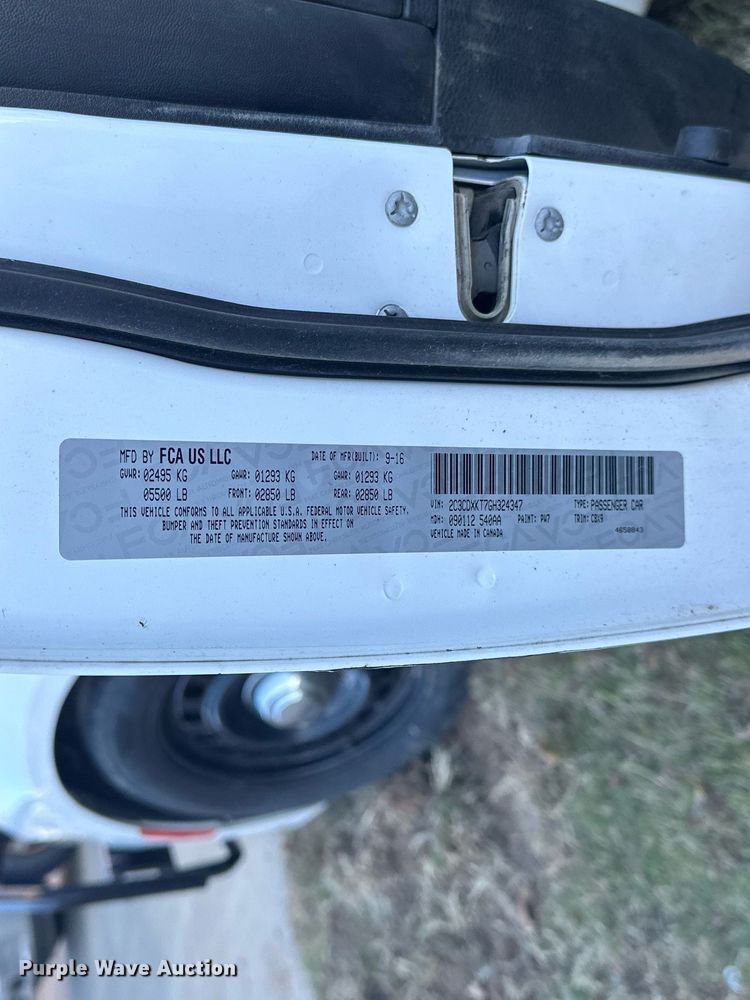 MFD BY FCA US LLC DATE OF MFR(BUILT): 9-16
GVWR: 02495 KG GAWR: 01293 KG GAWR: 01293 KG
05500 LB FRONT: 02850 LB REAR: 02850 LB
THIS VEHICLE CONFORMS TO ALL APPLICABLE U.S.A. FEDERAL MOTOR VEHICLE SAFETY,
BUMPER AND THEFT PREVENTION STANDARDS IN EFFECT ON
THE DATE OF MANUFACTURE SHOWN ABOVE.
VIN: 2C3CDXKT7GH324347 TYPE: PASSENGER CAR
MDH: 090112 540AA PAINT: PW7 TRIM: CBX9
VEHICLE MADE IN CANADA 4658843
Purple Wave Auction